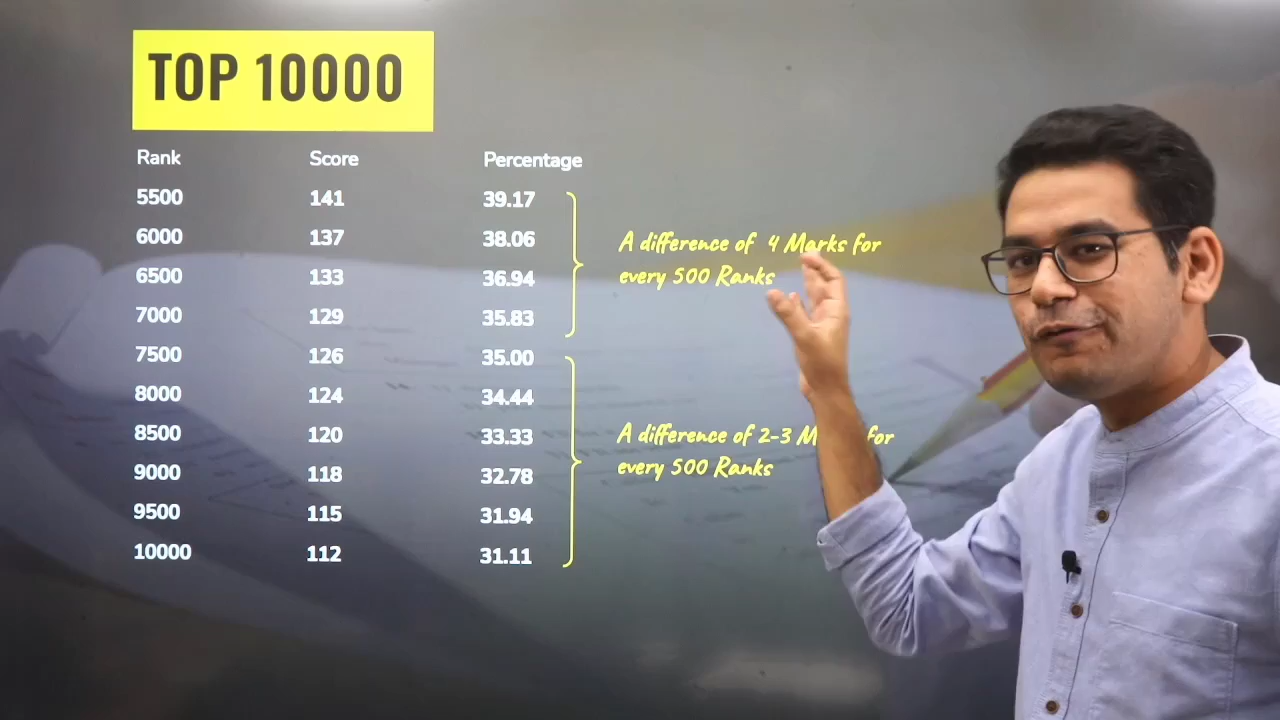 TOP 10000
Rank Score Percentage
5500 141 39.17
6000 137 38.06
6500 133 36.94
7000 129 35.83
7500 126 35.00
8000 124 34.44
8500 120 33.33
9000 118 32.78
9500 115 31.94
10000 112 31.11
A difference of 4 Marks for
every 500 Ranks
A difference of 2-3 for
every 500 Ranks